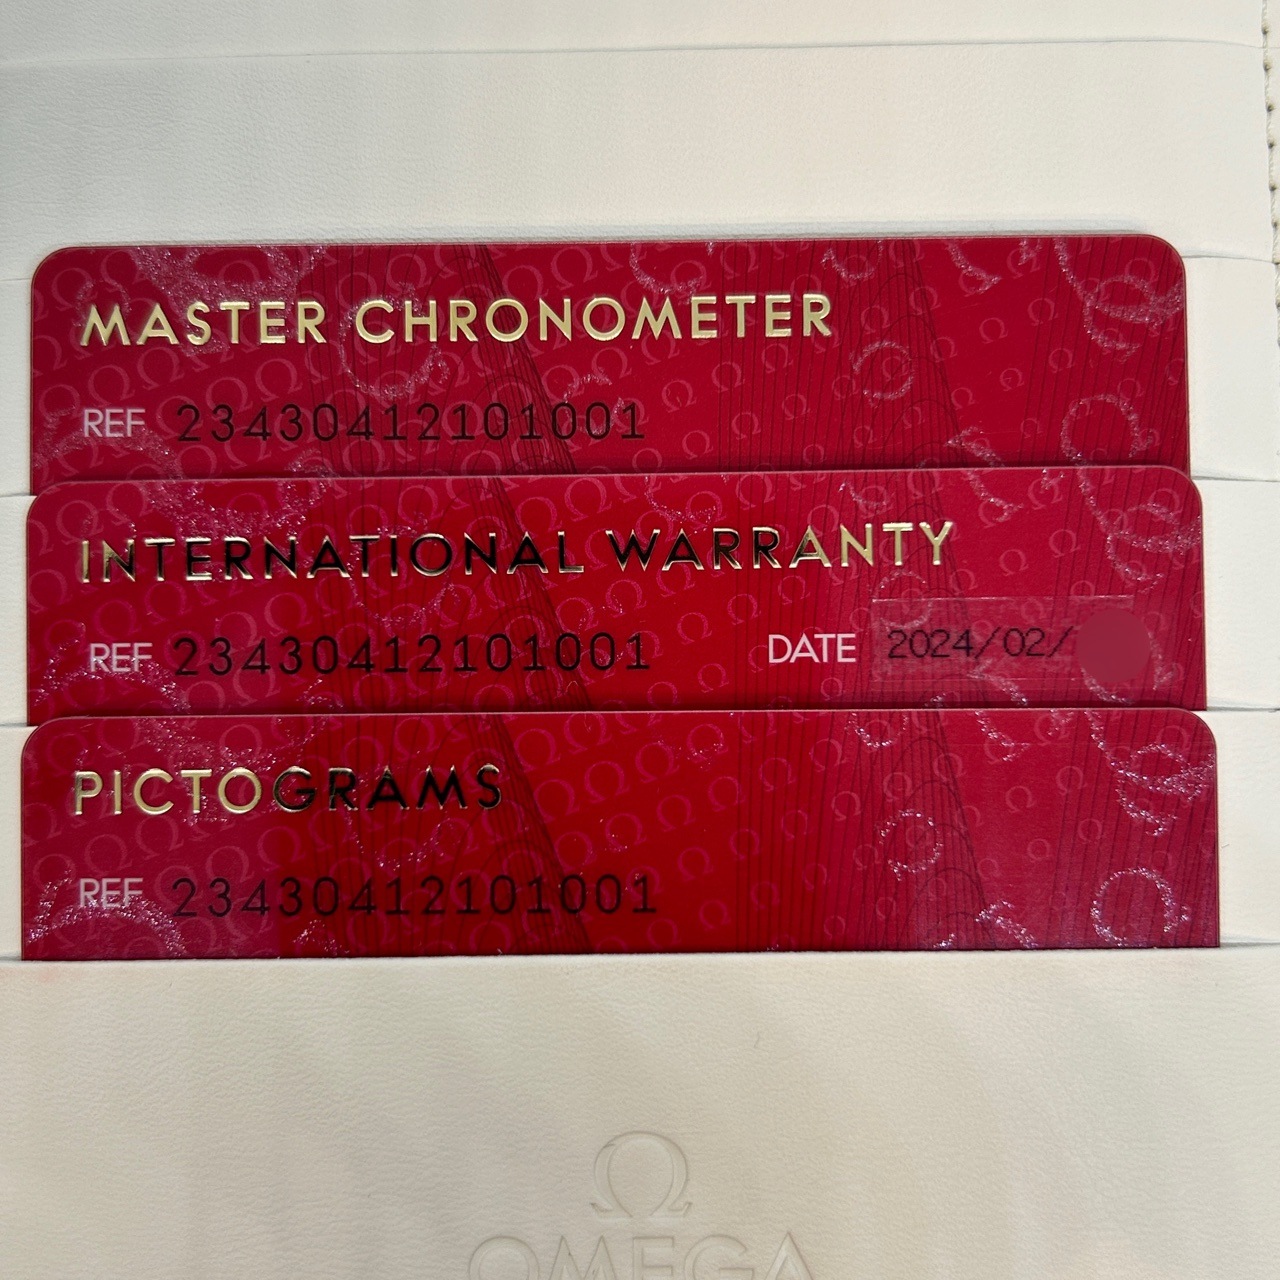 MASTER CHRONOMETER
REF 23430412101001
INTERNATIONAL WARRANTY
REF 23430412101001 DATE 2024/02/
PICTOGRAMS
REF 23430412101001
Ω
OMEGA